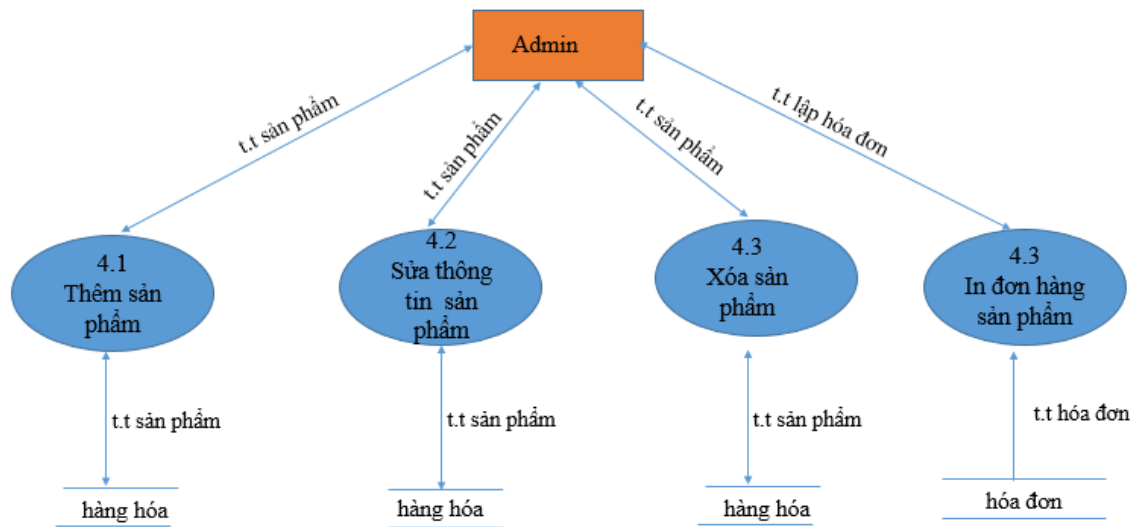 Admin
t.t sản phẩm
t.t sản phẩm
t.t sản phẩm
t.t lập hóa đơn
4.1
Thêm sản
phẩm
4.2
Sửa thông
tin sản
phẩm
4.3
Xóa sản
phẩm
4.3
In đơn hàng
sản phẩm
t.t sản phẩm
t.t sản phẩm
t.t sản phẩm
t.t hóa đơn
hàng hóa
hàng hóa
hàng hóa
hóa đơn